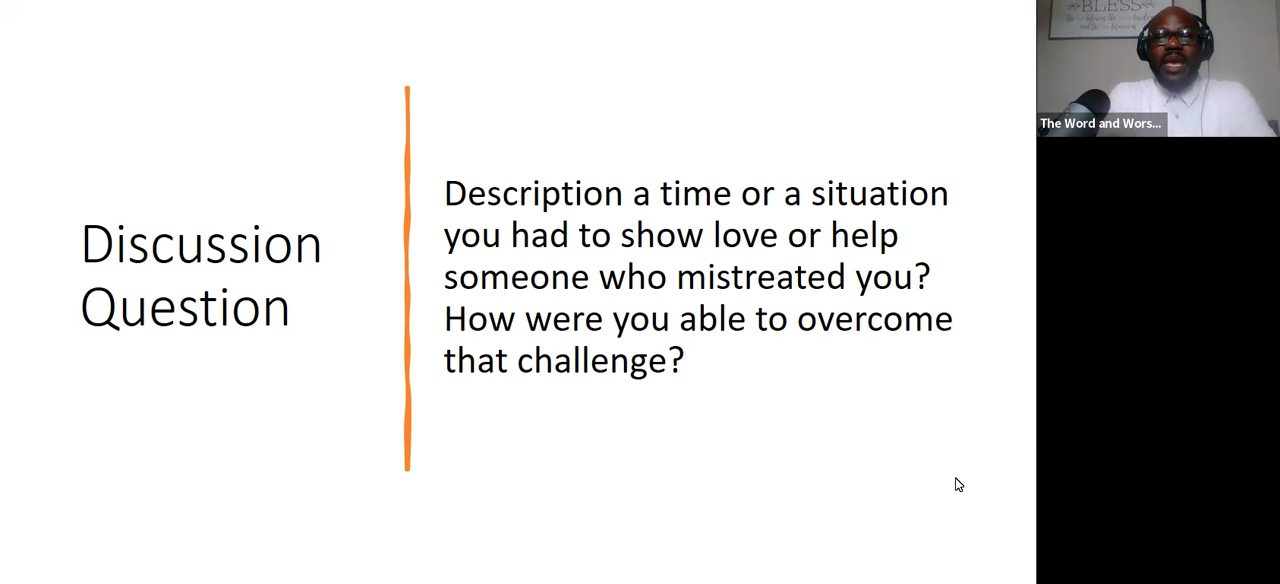 Discussion
Question
Description a time or a situation
you had to show love or help
someone who mistreated you?
How were you able to overcome
that challenge?
BLESS
The Word and Wors...